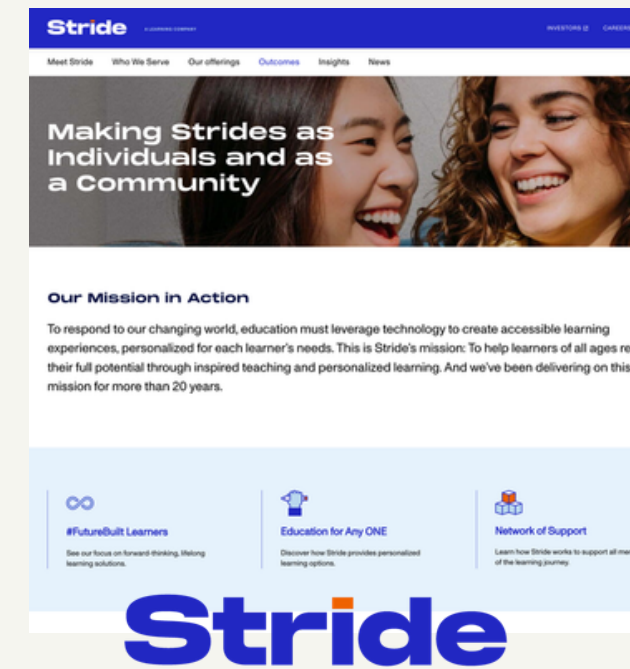 Stride
A LEARNING COMPANY
INVESTORS
CAREERS
Meet Stride Who We Serve Our offerings Outcomes Insights News
Making Strides as
Individuals and as
a Community
Our Mission in Action
To respond to our changing world, education must leverage technology to create accessible learning
experiences, personalized for each learner's needs. This is Stride's mission: To help learners of all ages re
their full potential through inspired teaching and personalized learning. And we've been delivering on this
mission for more than 20 years.
#FutureBuilt Learners
See our focus on forward-thinking, lifelong
learning solutions.
Education for Any ONE
Discover how Stride provides personalized
learning options.
Network of Support
Learn how Stride works to support all me
of the learning journey.
Stride